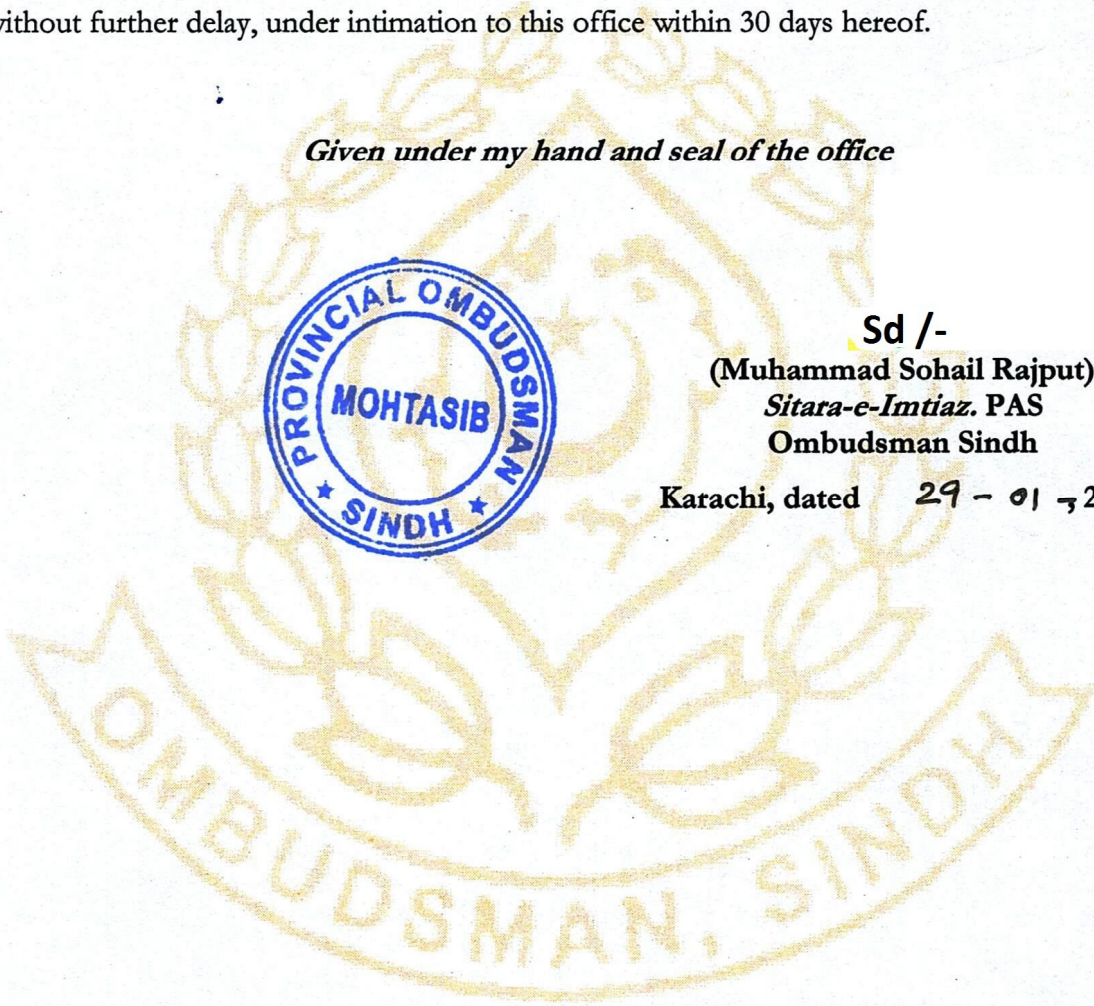 without further delay, under intimation to this office within 30 days hereof.
Given under my hand and seal of the office
PROVINCIAL OMBUDSMAN
MOHTASIB
★ SINDH ★
Sd /-
(Muhammad Sohail Rajput)
Sitara-e-Imtiaz. PAS
Ombudsman Sindh
Karachi, dated 29 - 01 - 2
OMBUDSMAN, SINDH